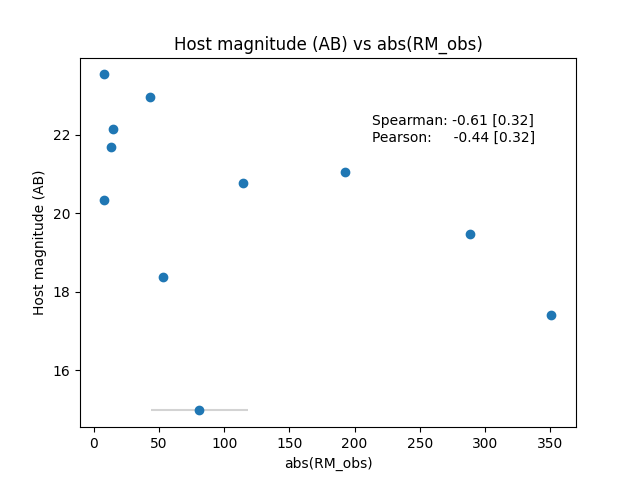 Host magnitude (AB) vs abs(RM_obs)
Spearman: -0.61 [0.32]
Pearson: -0.44 [0.32]
Host magnitude (AB)
22
20
18
16
0 50 100 150 200 250 300 350
abs(RM_obs)